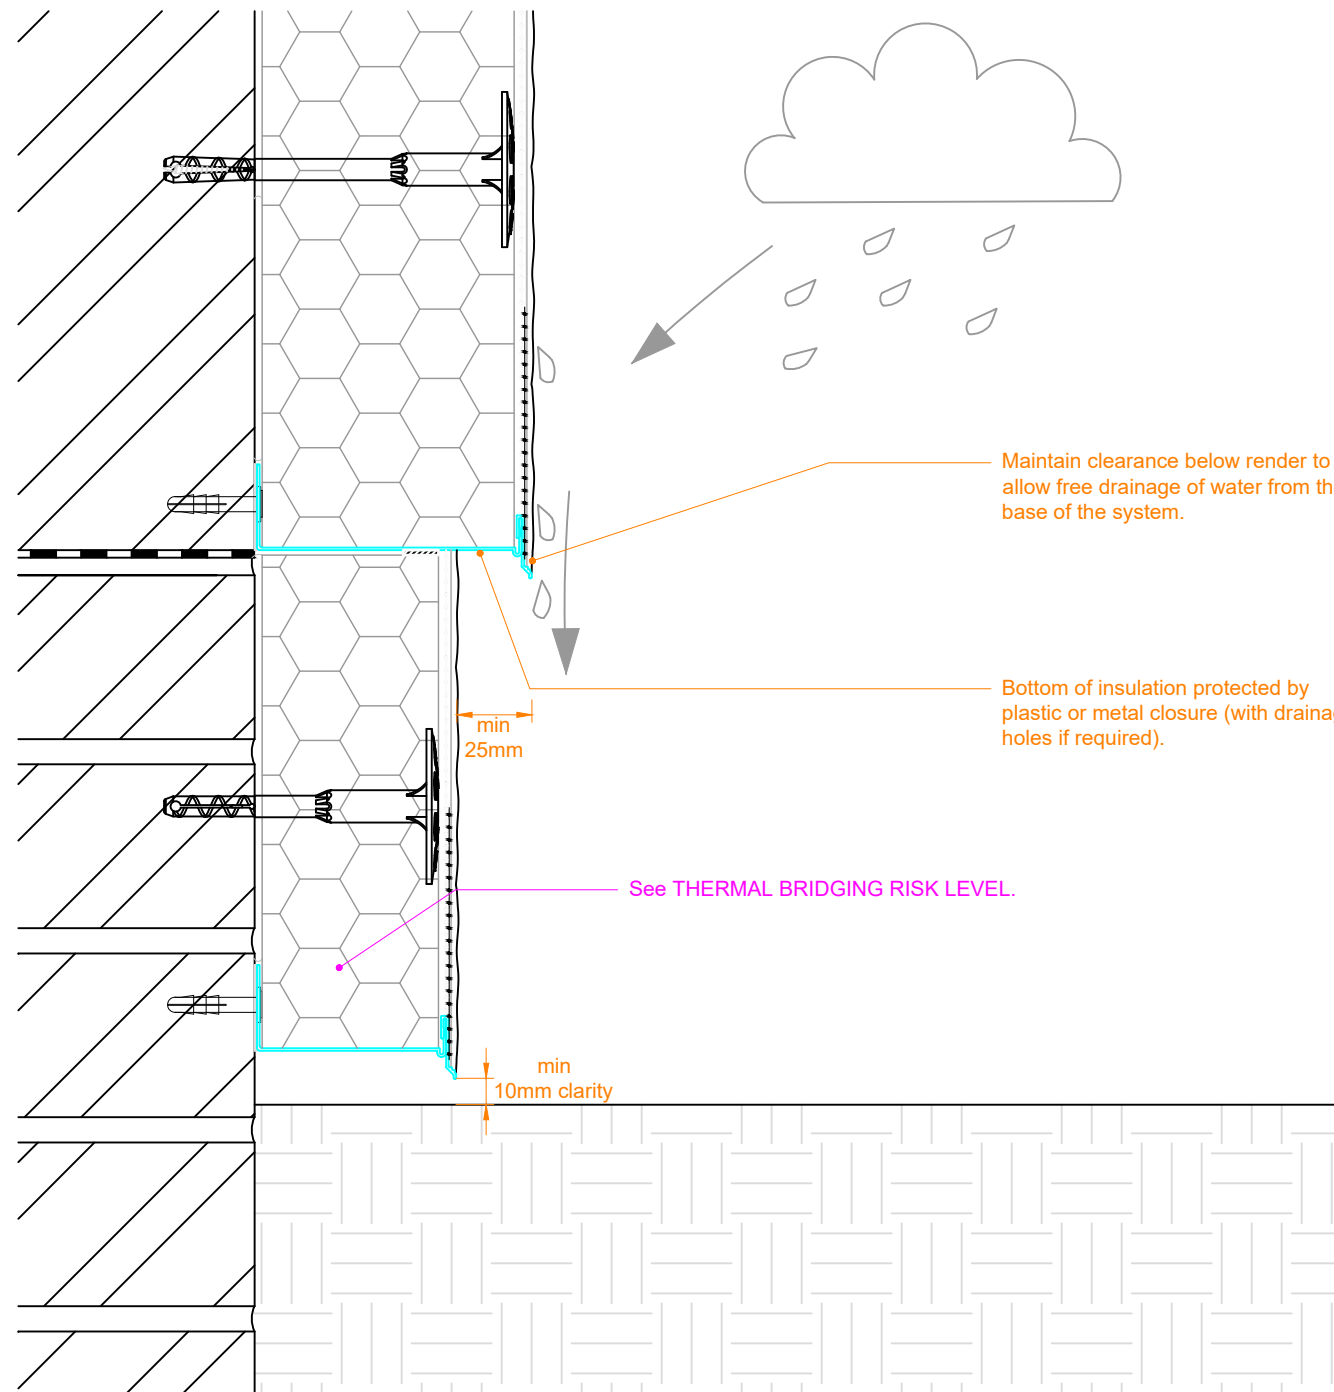 Maintain clearance below render to
allow free drainage of water from th
base of the system.
Bottom of insulation protected by
plastic or metal closure (with draina
holes if required).
min
25mm
See THERMAL BRIDGING RISK LEVEL.
min
10mm clarity